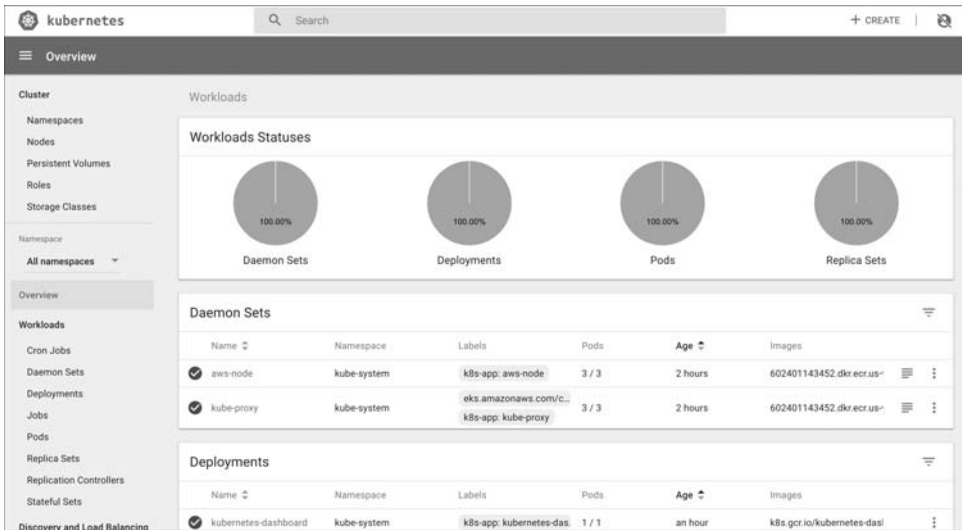 kubernetes
Search
+ CREATE
Overview
Cluster
Namespaces
Nodes
Persistent Volumes
Roles
Storage Classes
Namespace
All namespaces
Overview
Workloads
Cron Jobs
Daemon Sets
Deployments
Jobs
Pods
Replica Sets
Replication Controllers
Stateful Sets
Discovery and Load Balancing
Workloads
Workloads Statuses
100.00% 100.00% 100.00% 100.00%
Daemon Sets Deployments Pods Replica Sets
Daemon Sets
Name Namespace Labels Pods Age Images
aws-node kube-system k8s-app: aws-node 3 / 3 2 hours 602401143452.dkr.ecr.us-
kube-proxy kube-system eks.amazonaws.com/c... k8s-app: kube-proxy 3 / 3 2 hours 602401143452.dkr.ecr.us-
Deployments
Name Namespace Labels Pods Age Images
kubernetes-dashboard kube-system k8s-app: kubernetes-das. 1 / 1 an hour k8s.gcr.io/kubernetes-dasl